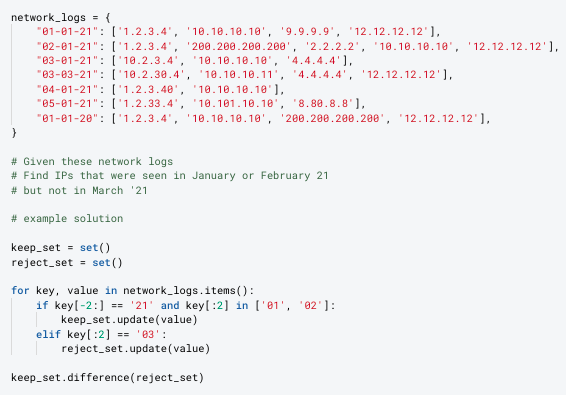 network_logs = {
    "01-01-21": ['1.2.3.4', '10.10.10.10', '9.9.9.9', '12.12.12.12'],
    "02-01-21": ['1.2.3.4', '200.200.200.200', '2.2.2.2', '10.10.10.10', '12.12.12.12'],
    "03-01-21": ['10.2.3.4', '10.10.10.10', '4.4.4.4'],
    "03-03-21": ['10.2.30.4', '10.10.10.11', '4.4.4.4', '12.12.12.12'],
    "04-01-21": ['1.2.3.40', '10.10.10.10'],
    "05-01-21": ['1.2.33.4', '10.101.10.10', '8.80.8.8'],
    "01-01-20": ['1.2.3.4', '10.10.10.10', '200.200.200.200', '12.12.12.12'],
}
# Given these network logs
# Find IPs that were seen in January or February 21
# but not in March '21
# example solution
keep_set = set()
reject_set = set()
for key, value in network_logs.items():
    if key[-2:] == '21' and key[:2] in ['01', '02']:
        keep_set.update(value)
    elif key[:2] == '03':
        reject_set.update(value)
keep_set.difference(reject_set)